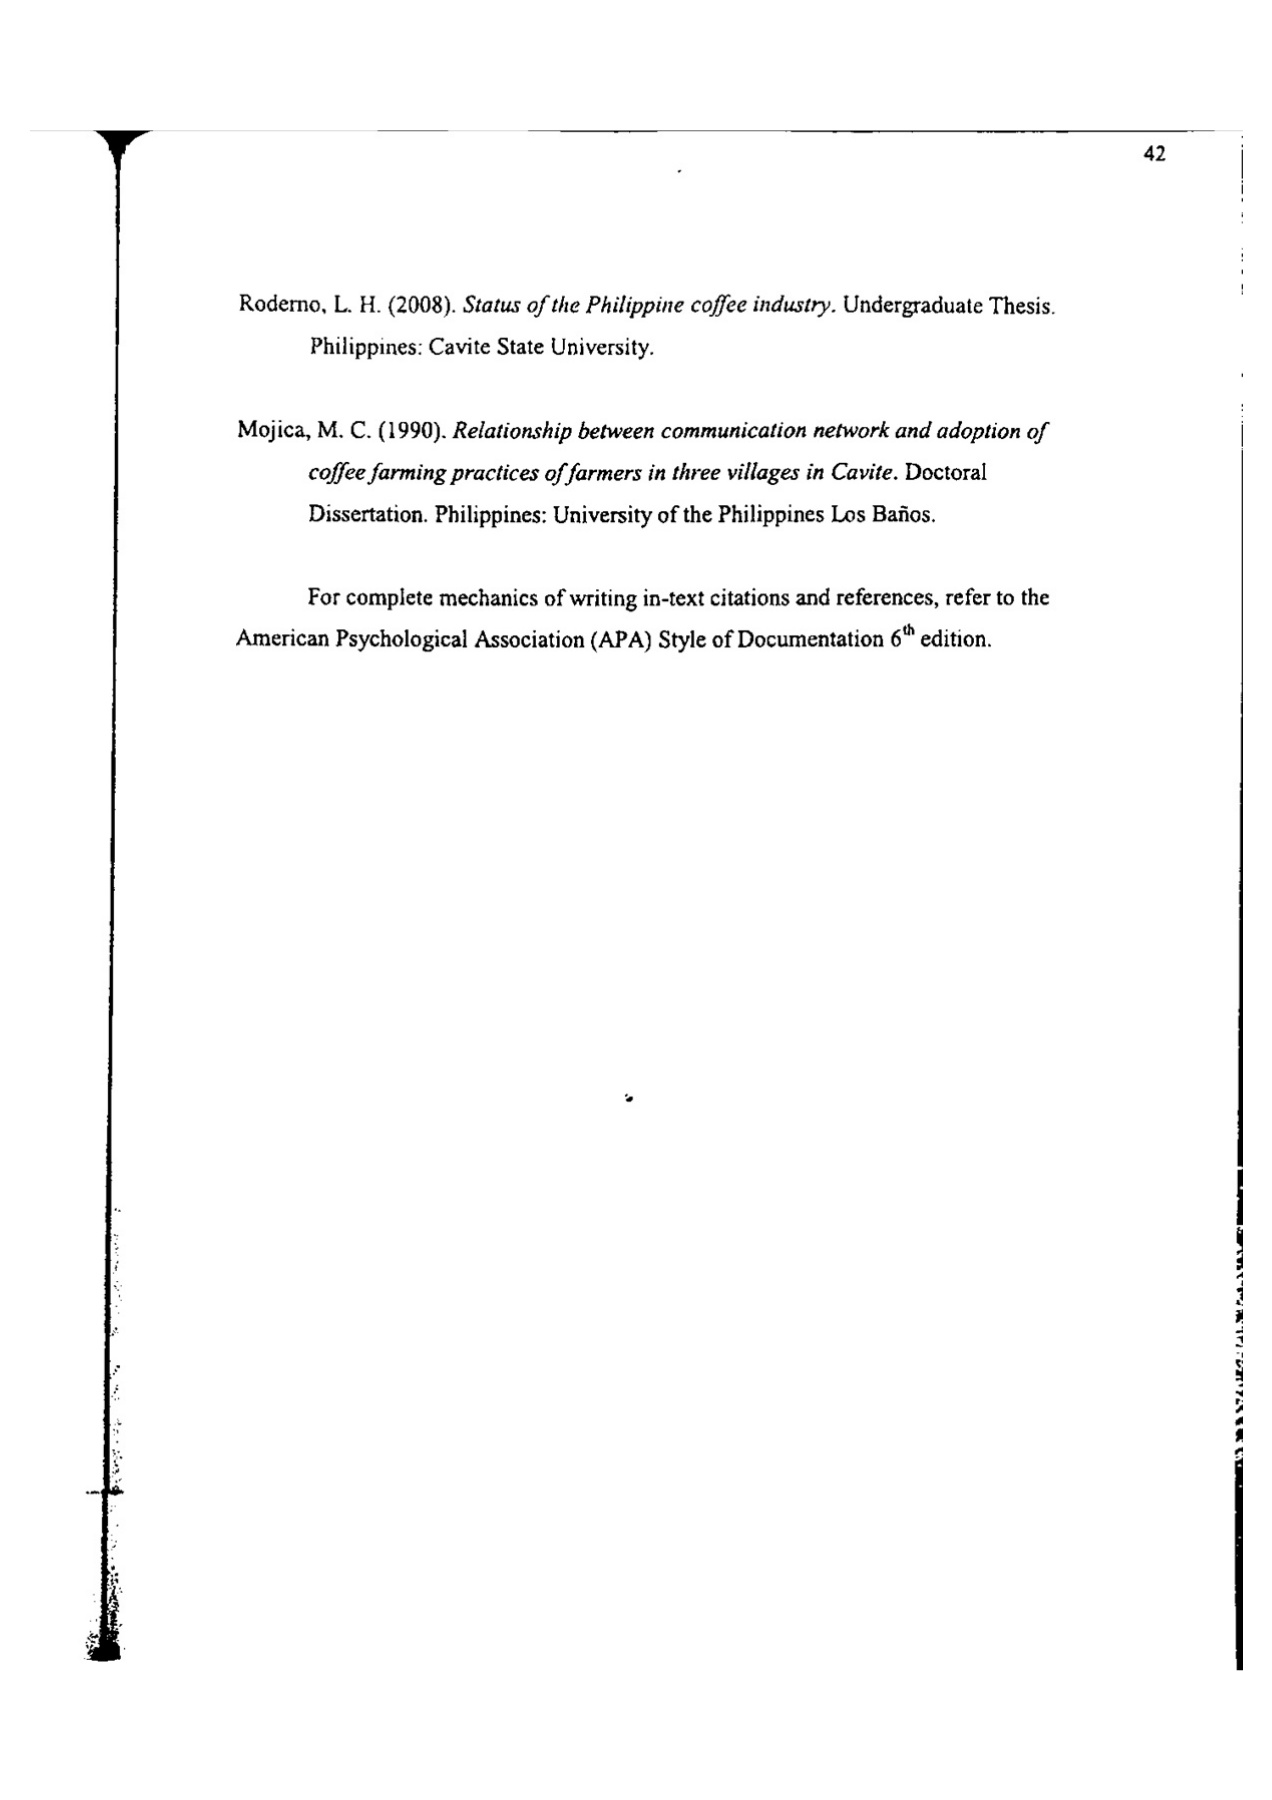 42
Roderno, L. H. (2008). Status of the Philippine coffee industry. Undergraduate Thesis.
Philippines: Cavite State University.
Mojica, M. C. (1990). Relationship between communication network and adoption of
coffee farming practices of farmers in three villages in Cavite. Doctoral
Dissertation. Philippines: University of the Philippines Los Baños.
For complete mechanics of writing in-text citations and references, refer to the
American Psychological Association (APA) Style of Documentation 6th edition.